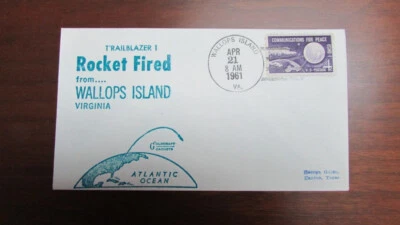 TRAILBLAZER I
Rocket Fired
from....
WALLOPS ISLAND
VIRGINIA
ATLANTIC
OCEAN
WALLOPS ISLAND
APR
21
8 AM
1961
VA.
COMMUNICATIONS FOR PEACE